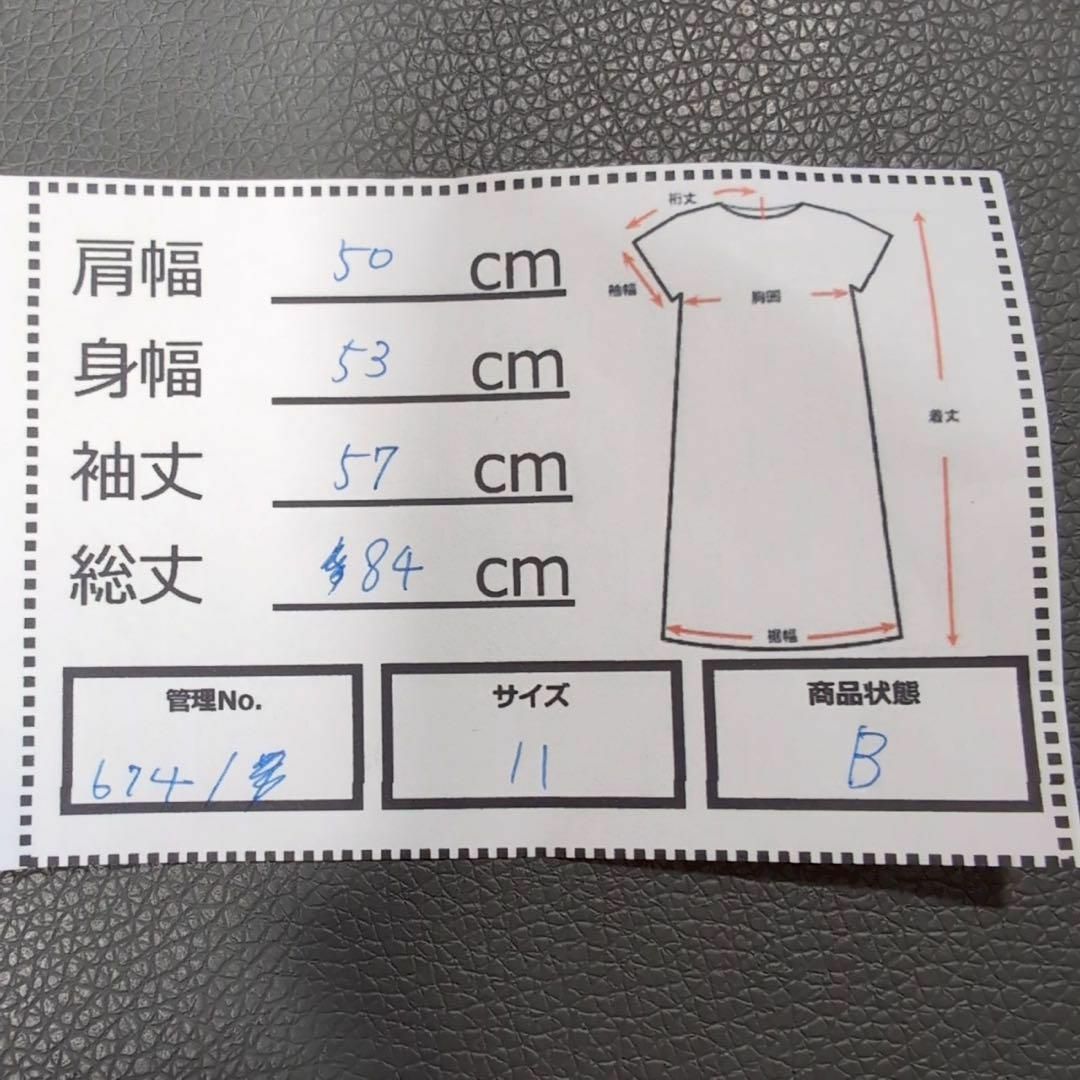 肩幅 50 cm
身幅 53 cm
袖丈 57 cm
総丈 84 cm
裄丈
袖幅
胸囲
着丈
裾幅
管理No.
6741
サイズ
11
商品状態
B